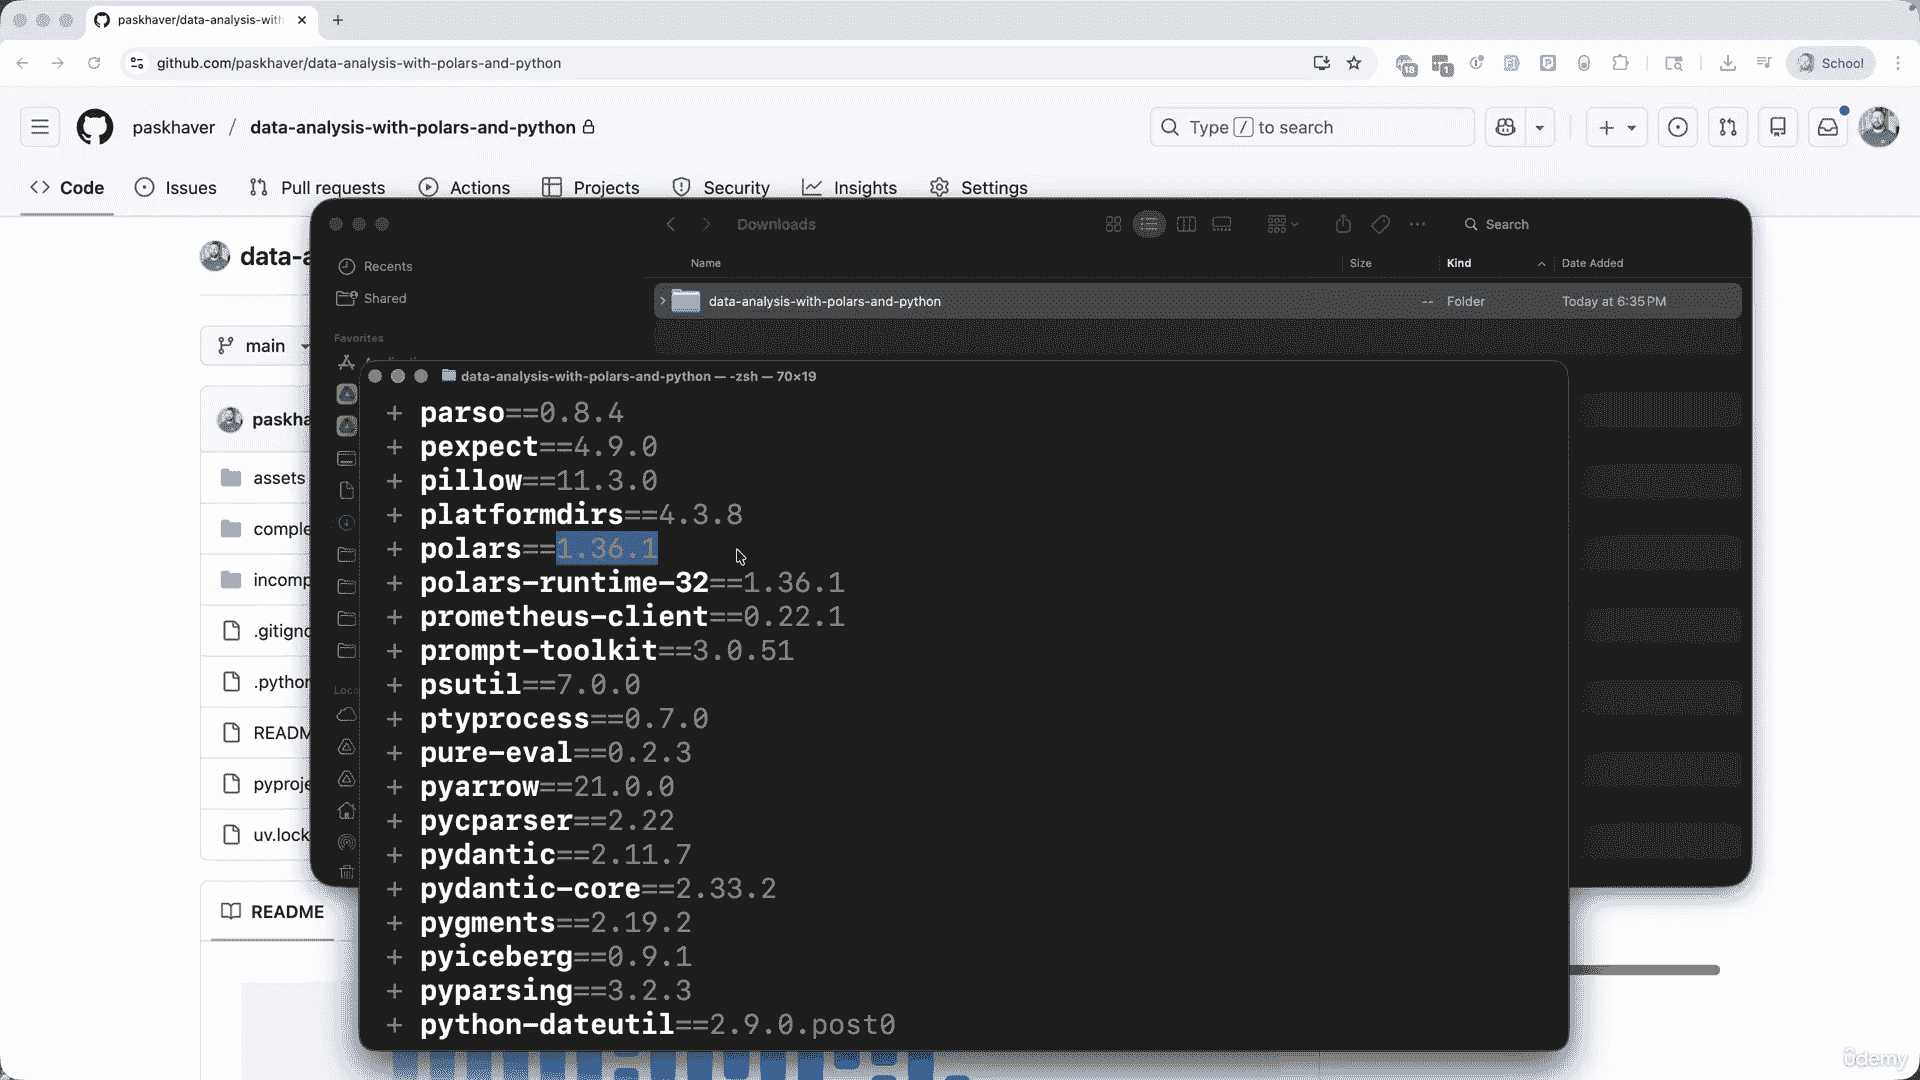 paskhaver/data-analysis-with
github.com/paskhaver/data-analysis-with-polars-and-python
18
1
School
paskhaver / data-analysis-with-polars-and-python
Type / to search
Code
Issues
Pull requests
Actions
Projects
Security
Insights
Settings
data-a
main
paskha
assets
comple
incomp
.gitigno
.python
README
pyproje
uv.lock
README
Downloads
Search
Recents
Shared
Favorites
Name
Size
Kind
Date Added
data-analysis-with-polars-and-python
--
Folder
Today at 6:35 PM
data-analysis-with-polars-and-python — -zsh — 70×19
+ parso==0.8.4
+ pexpect==4.9.0
+ pillow==11.3.0
+ platformdirs==4.3.8
+ polars==1.36.1
+ polars-runtime-32==1.36.1
+ prometheus-client==0.22.1
+ prompt-toolkit==3.0.51
+ psutil==7.0.0
+ ptyprocess==0.7.0
+ pure-eval==0.2.3
+ pyarrow==21.0.0
+ pycparser==2.22
+ pydantic==2.11.7
+ pydantic-core==2.33.2
+ pygments==2.19.2
+ pyiceberg==0.9.1
+ pyparsing==3.2.3
+ python-dateutil==2.9.0.post0
ûdemy